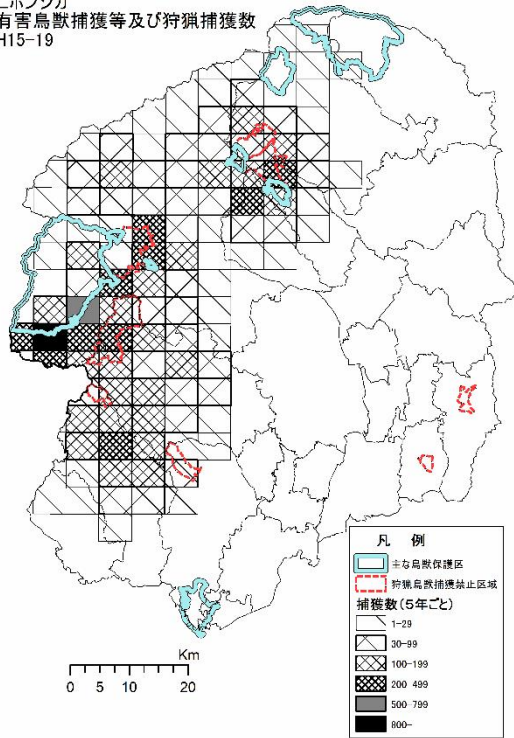 ニホンジカ
有害鳥獣捕獲等及び狩猟捕獲数
H15-19
凡 例
主な鳥獣保護区
狩猟鳥獣捕獲禁止区域
捕獲数(5年ごと)
1-29
30-99
100-199
200-499
500-799
800-
Km
0 5 10 20